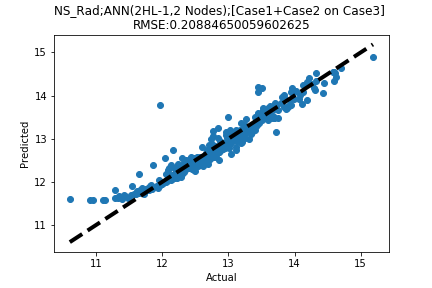 NS_Rad;ANN(2HL-1,2 Nodes);[Case1+Case2 on Case3]
RMSE:0.20884650059602625
15
14
13
12
11
Predicted
11 12 13 14 15
Actual